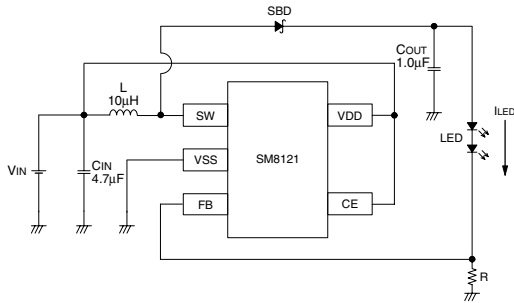 SBD
COUT
1.0μF
L
10μH
SW
VDD
ILED
LED
VSS
SM8121
VIN
CIN
4.7μF
FB
CE
R